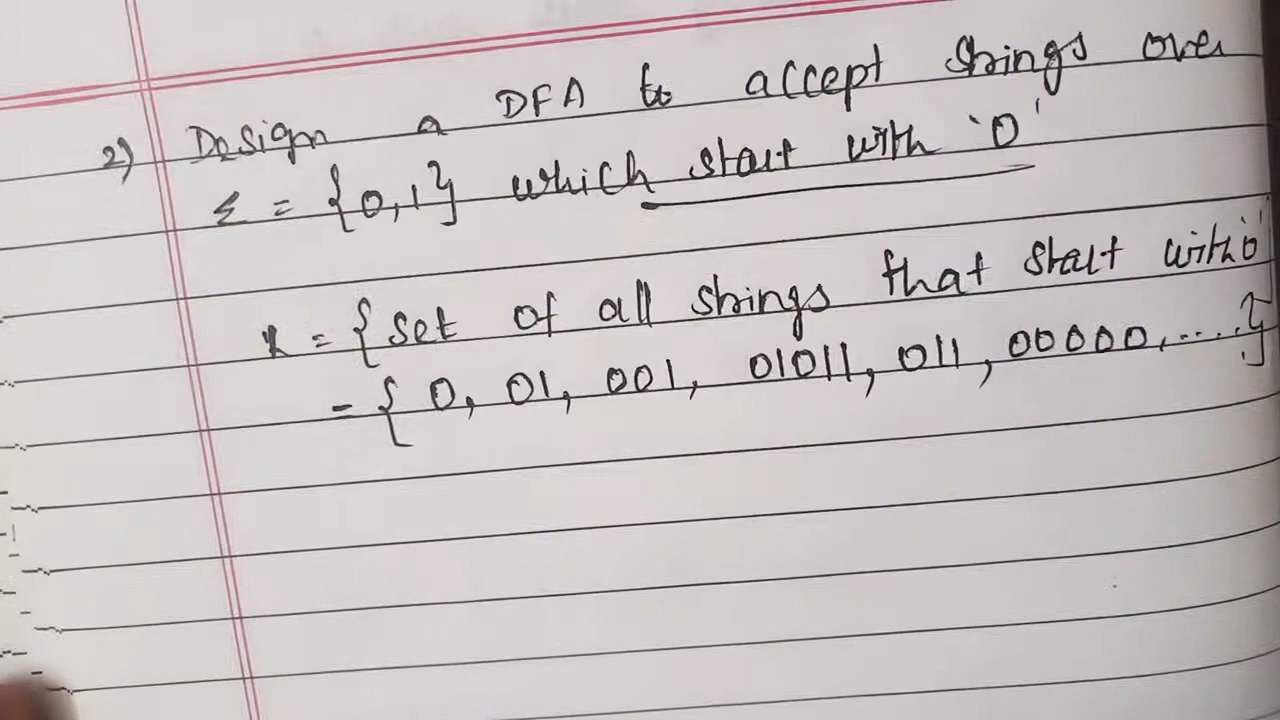 2) Design a DFA to accept strings over
Σ = {0,1} which start with '0'
L = {set of all strings that start with '0'
= { 0, 01, 001, 01011, 011, 00000, .....}